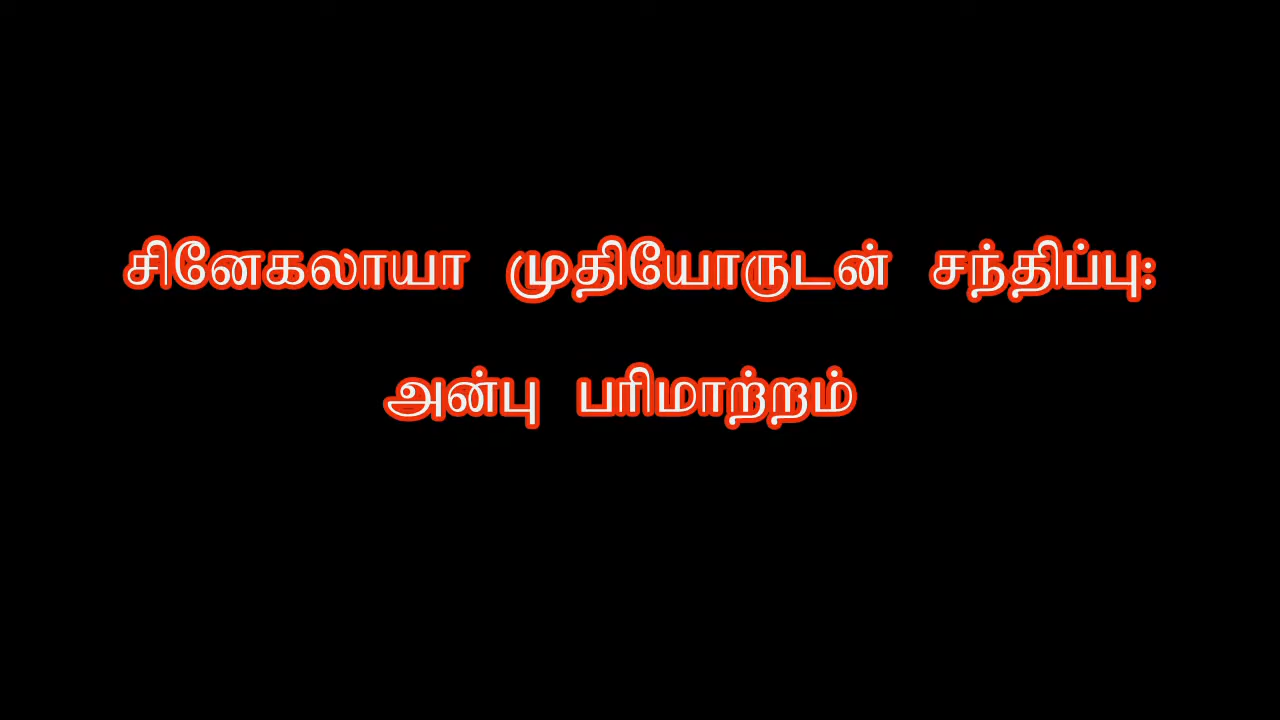 சினேகலாயா முதியோருடன் சந்திப்பு:
அன்பு பரிமாற்றம்